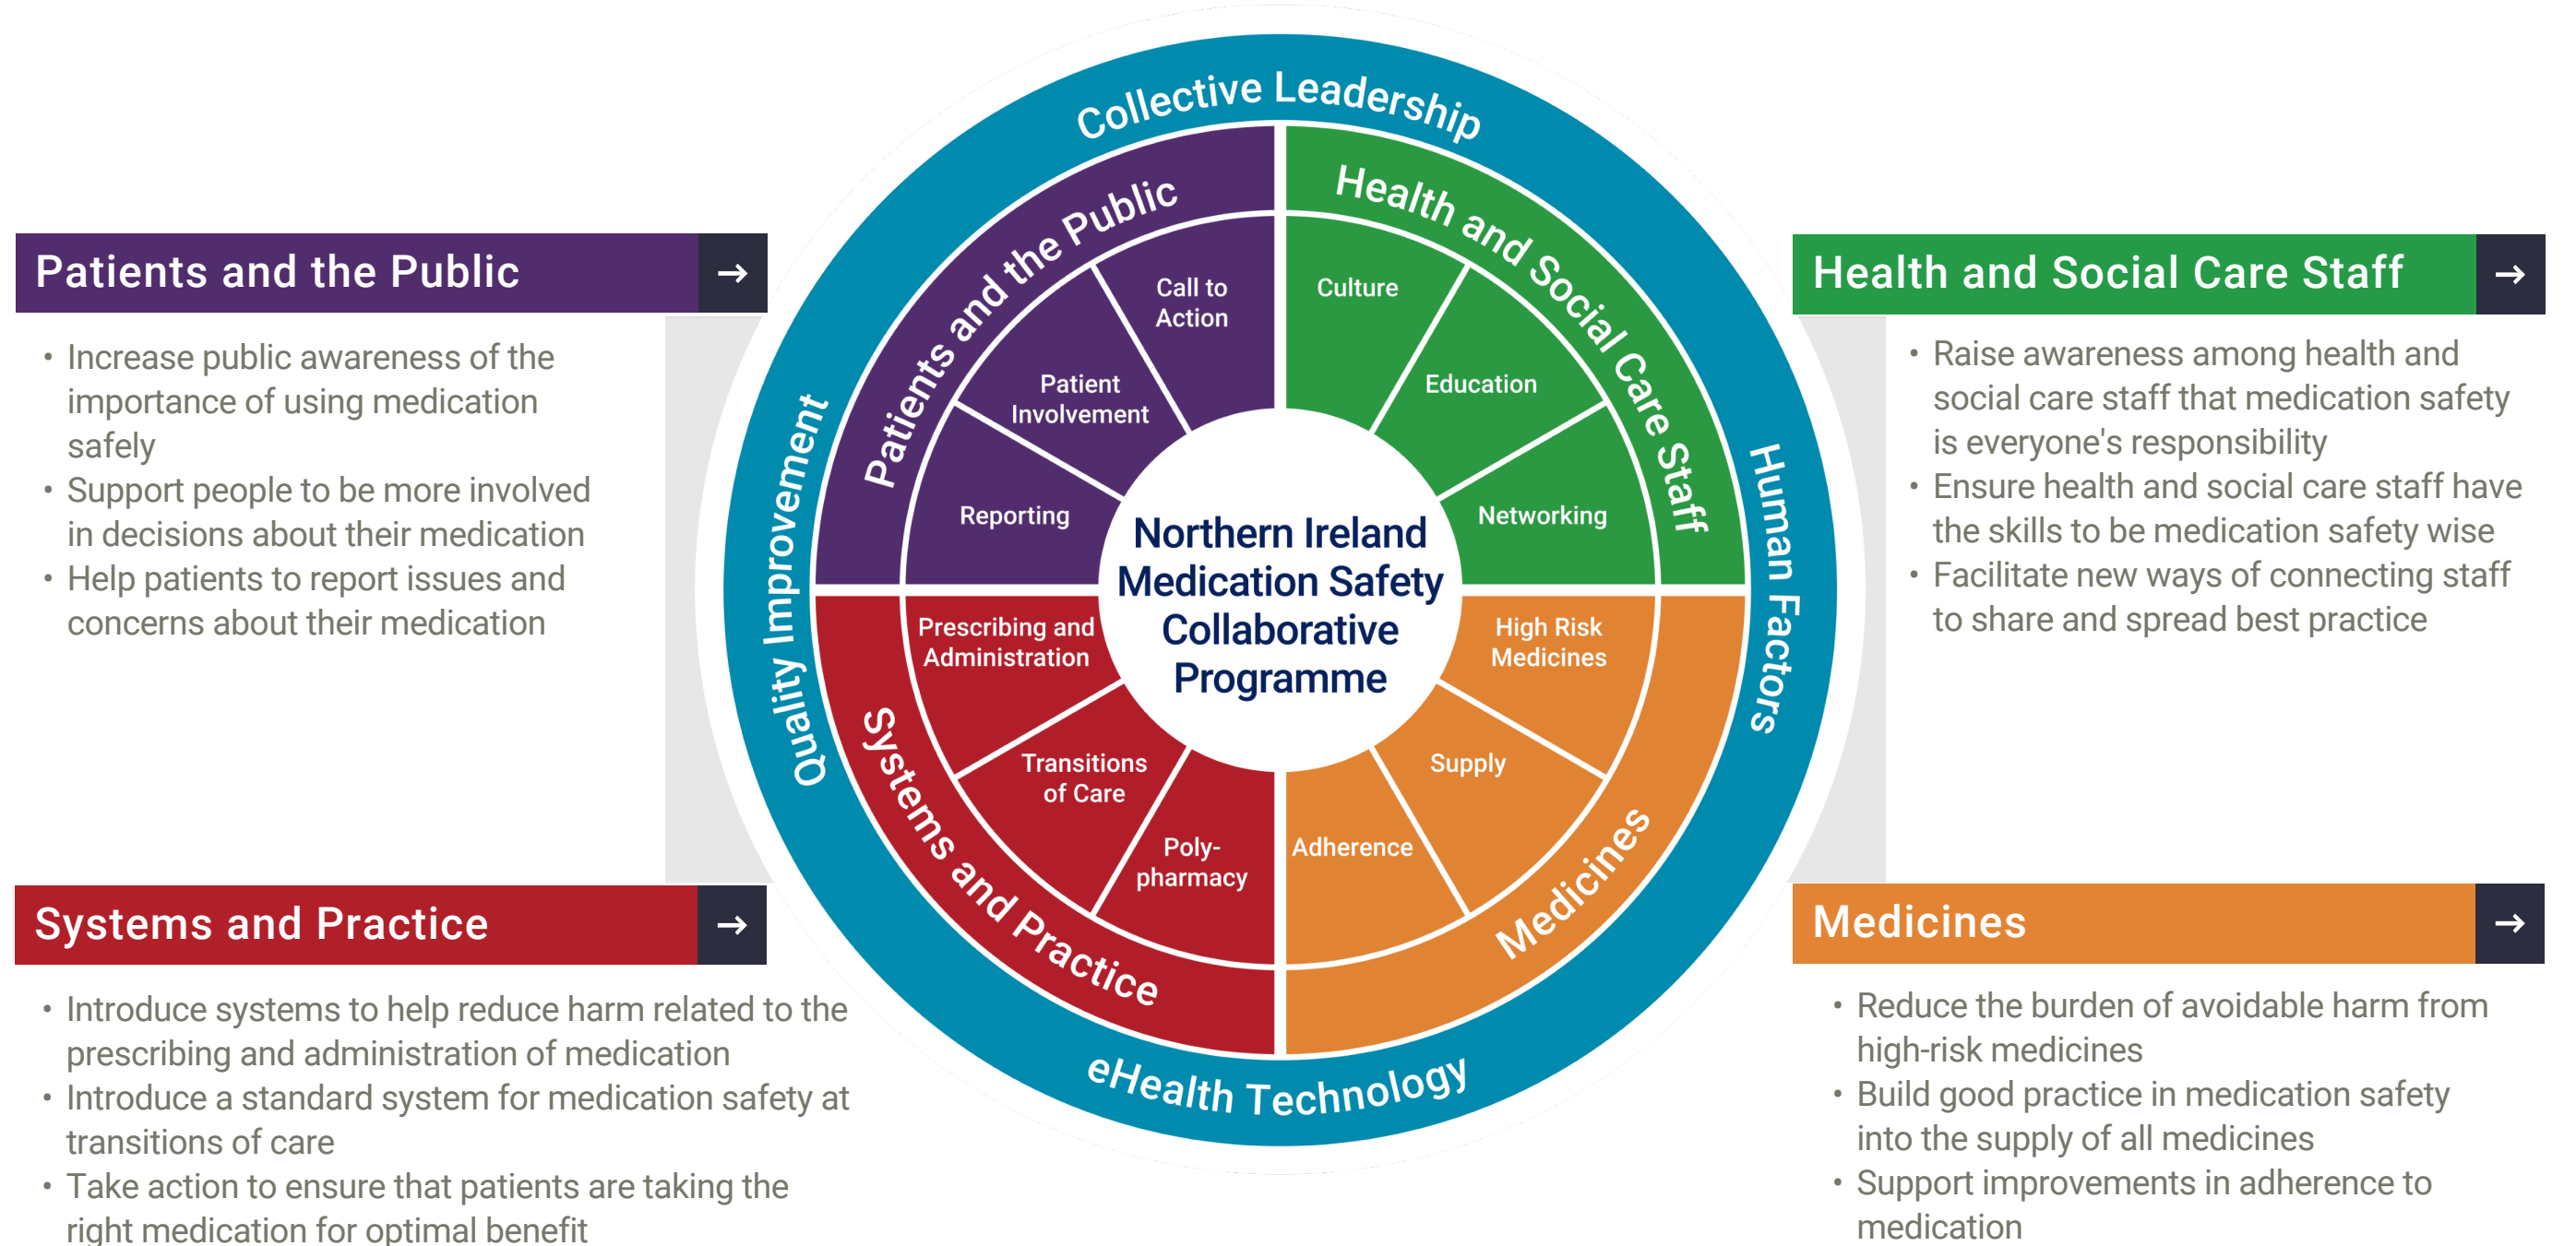 Collective Leadership
Human Factors
eHealth Technology
Quality Improvement
Patients and the Public
Health and Social Care Staff
Medicines
Systems and Practice
Call to
Action
Patient
Involvement
Reporting
Culture
Education
Networking
High Risk
Medicines
Supply
Adherence
Poly-
pharmacy
Transitions
of Care
Prescribing and
Administration
Northern Ireland
Medication Safety
Collaborative
Programme
Patients and the Public →
• Increase public awareness of the
importance of using medication
safely
• Support people to be more involved
in decisions about their medication
• Help patients to report issues and
concerns about their medication
Health and Social Care Staff →
• Raise awareness among health and
social care staff that medication safety
is everyone's responsibility
• Ensure health and social care staff have
the skills to be medication safety wise
• Facilitate new ways of connecting staff
to share and spread best practice
Systems and Practice →
• Introduce systems to help reduce harm related to the
prescribing and administration of medication
• Introduce a standard system for medication safety at
transitions of care
• Take action to ensure that patients are taking the
right medication for optimal benefit
Medicines →
• Reduce the burden of avoidable harm from
high-risk medicines
• Build good practice in medication safety
into the supply of all medicines
• Support improvements in adherence to
medication